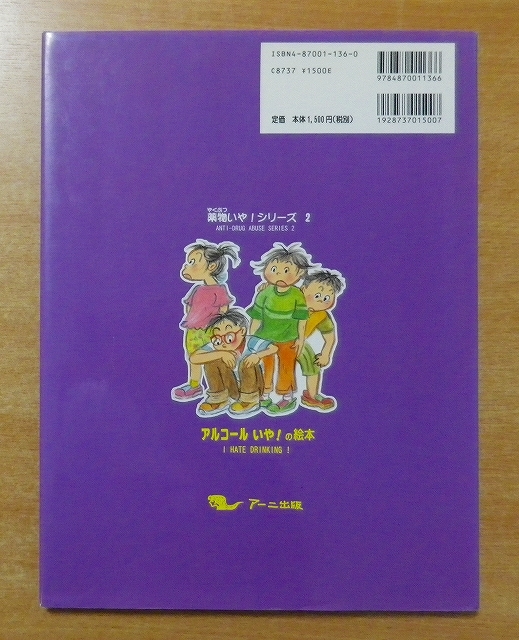 ISBN4-87001-136-0
C8737 ¥1500E
定価 本体1,500円(税別)
9784870011366
1928737015007
やくぶつ
薬物いや!シリーズ 2
ANTI-DRUG ABUSE SERIES 2
アルコール いや!の絵本
I HATE DRINKING !
アーニ出版